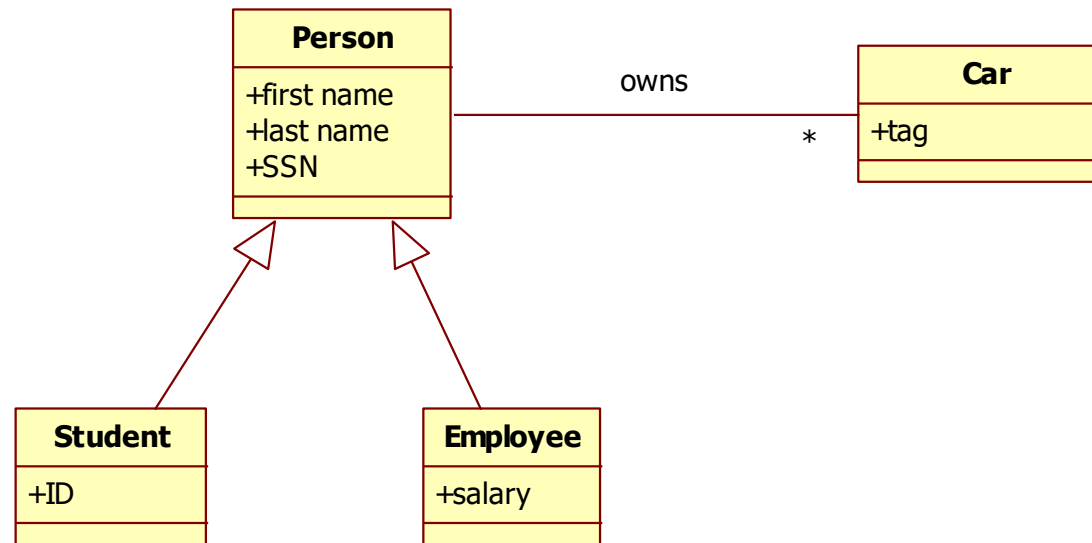 Person
+first name
+last name
+SSN
owns
*
Car
+tag
Student
+ID
Employee
+salary